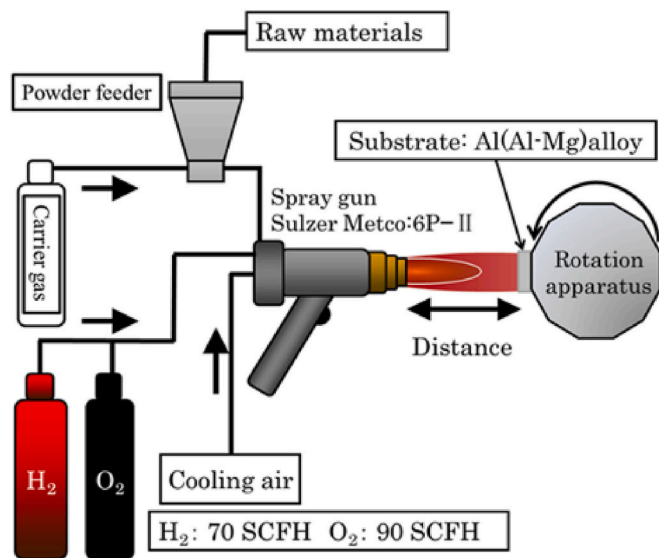 Raw materials
Powder feeder
Substrate: Al(Al-Mg)alloy
Carrier gas
Spray gun
Sulzer Metco:6P-Ⅱ
Rotation
apparatus
Distance
H₂
O₂
Cooling air
H₂: 70 SCFH O₂: 90 SCFH